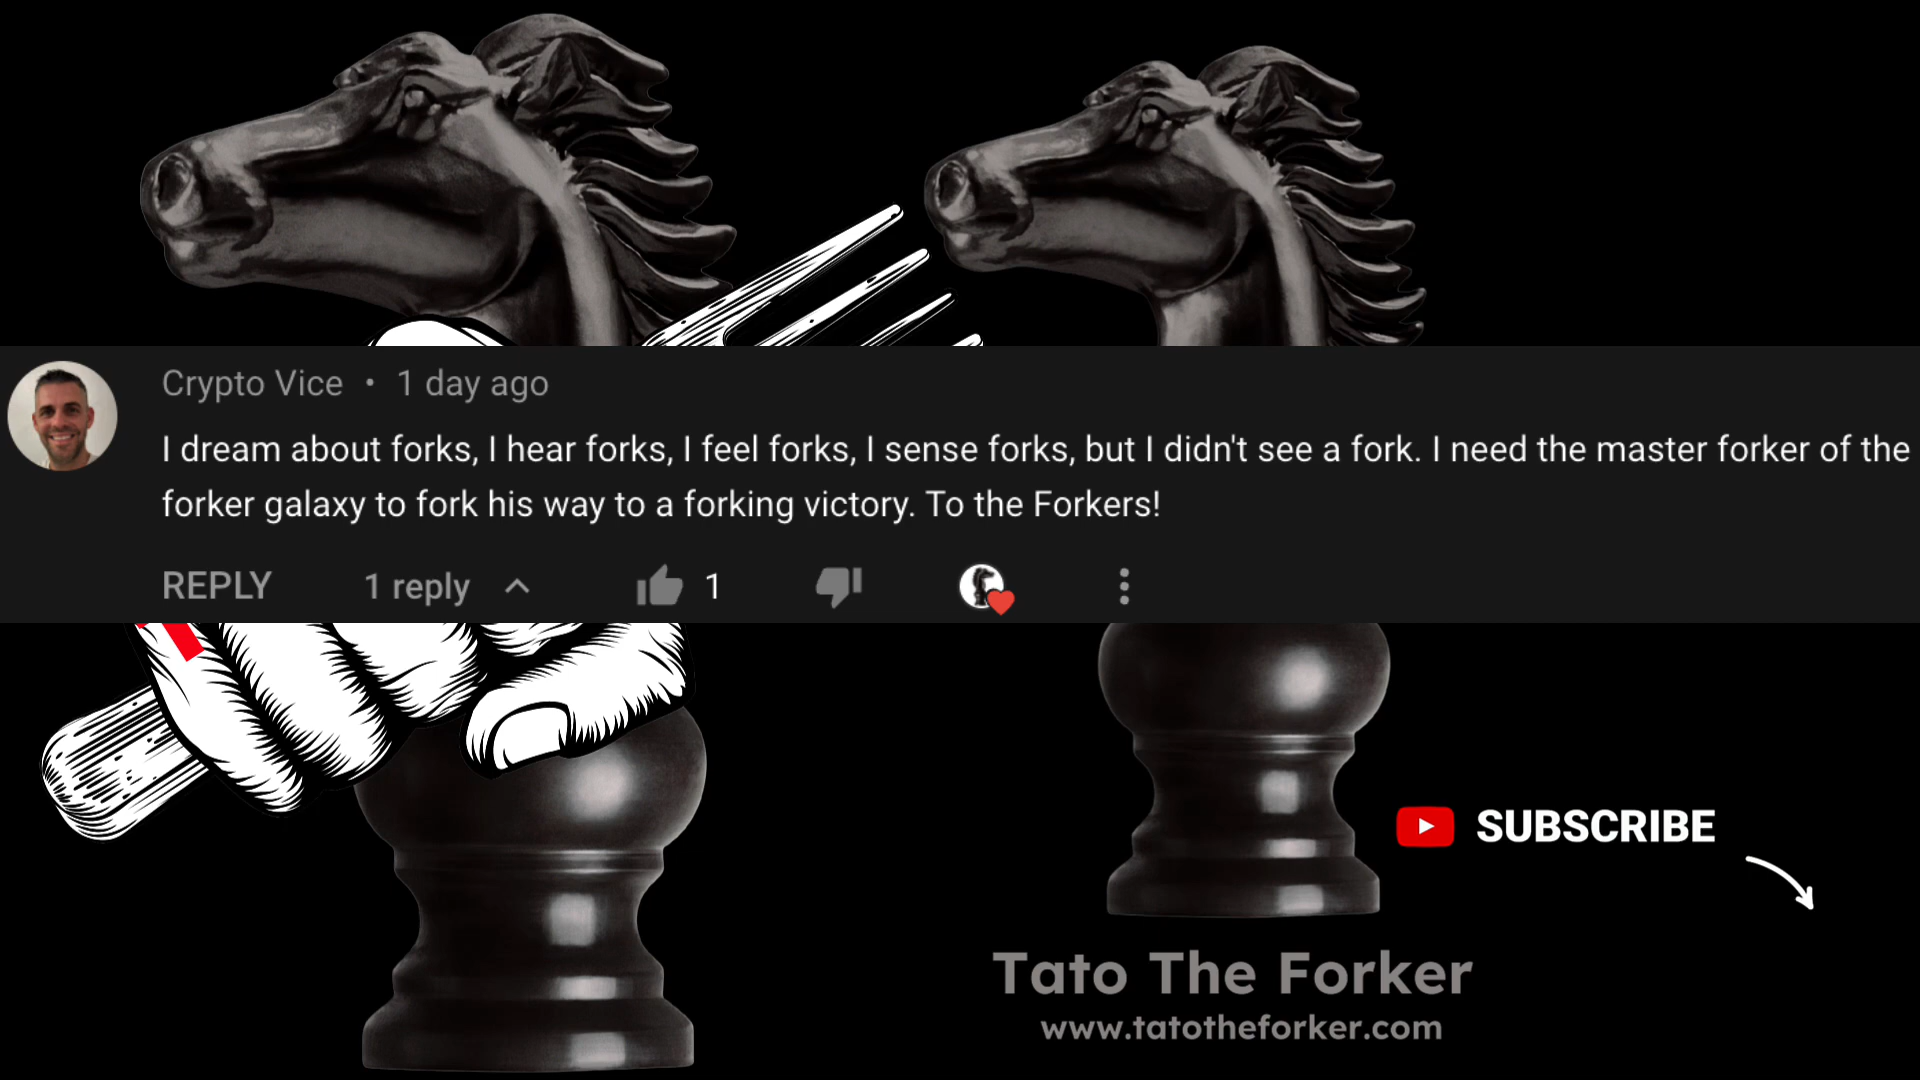 Crypto Vice • 1 day ago
I dream about forks, I hear forks, I feel forks, I sense forks, but I didn't see a fork. I need the master forker of the
forker galaxy to fork his way to a forking victory. To the Forkers!
REPLY 1 reply 1
SUBSCRIBE
Tato The Forker
www.tatotheforker.com